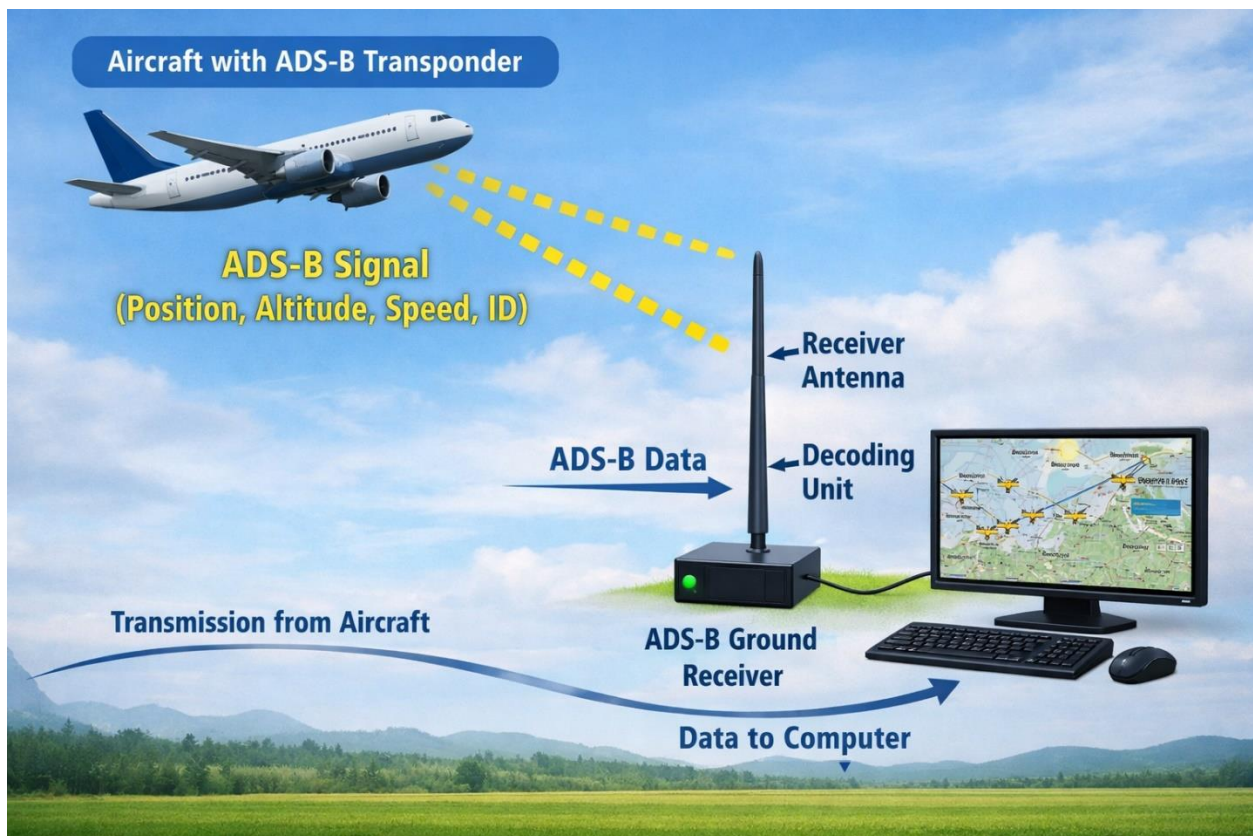 Aircraft with ADS-B Transponder
ADS-B Signal
(Position, Altitude, Speed, ID)
Receiver
Antenna
ADS-B Data
Decoding
Unit
Transmission from Aircraft
ADS-B Ground
Receiver
Data to Computer